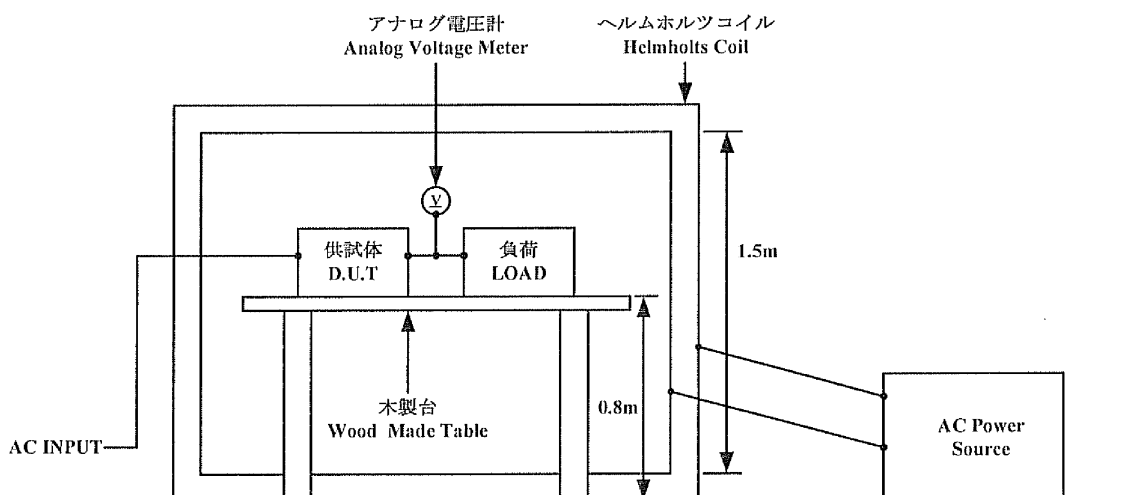 アナログ電圧計
Analog Voltage Meter
ヘルムホルツコイル
Helmholts Coil
V
供試体
D.U.T
負荷
LOAD
1.5m
木製台
Wood Made Table
0.8m
AC INPUT
AC Power
Source